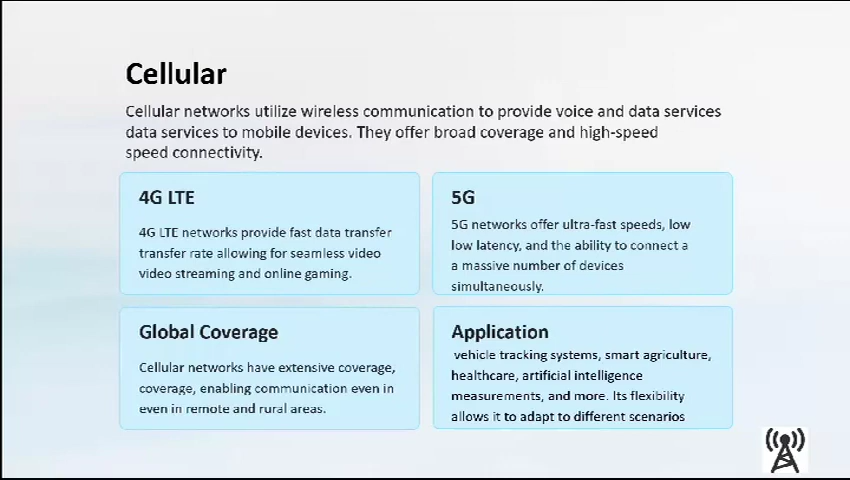 Cellular
Cellular networks utilize wireless communication to provide voice and data services
data services to mobile devices. They offer broad coverage and high-speed
speed connectivity.
4G LTE
4G LTE networks provide fast data transfer
transfer rate allowing for seamless video
video streaming and online gaming.
5G
5G networks offer ultra-fast speeds, low
low latency, and the ability to connect a
a massive number of devices
simultaneously.
Global Coverage
Cellular networks have extensive coverage,
coverage, enabling communication even in
even in remote and rural areas.
Application
vehicle tracking systems, smart agriculture,
healthcare, artificial intelligence
measurements, and more. Its flexibility
allows it to adapt to different scenarios